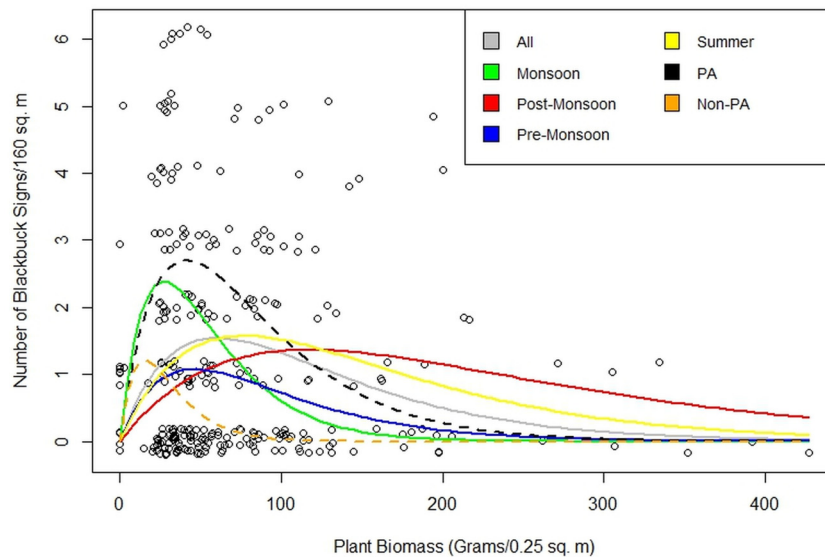 All
Monsoon
Post-Monsoon
Pre-Monsoon
Summer
PA
Non-PA
Number of Blackbuck Signs/160 sq. m
6
5
4
3
2
1
0
0 100 200 300 400
Plant Biomass (Grams/0.25 sq. m)